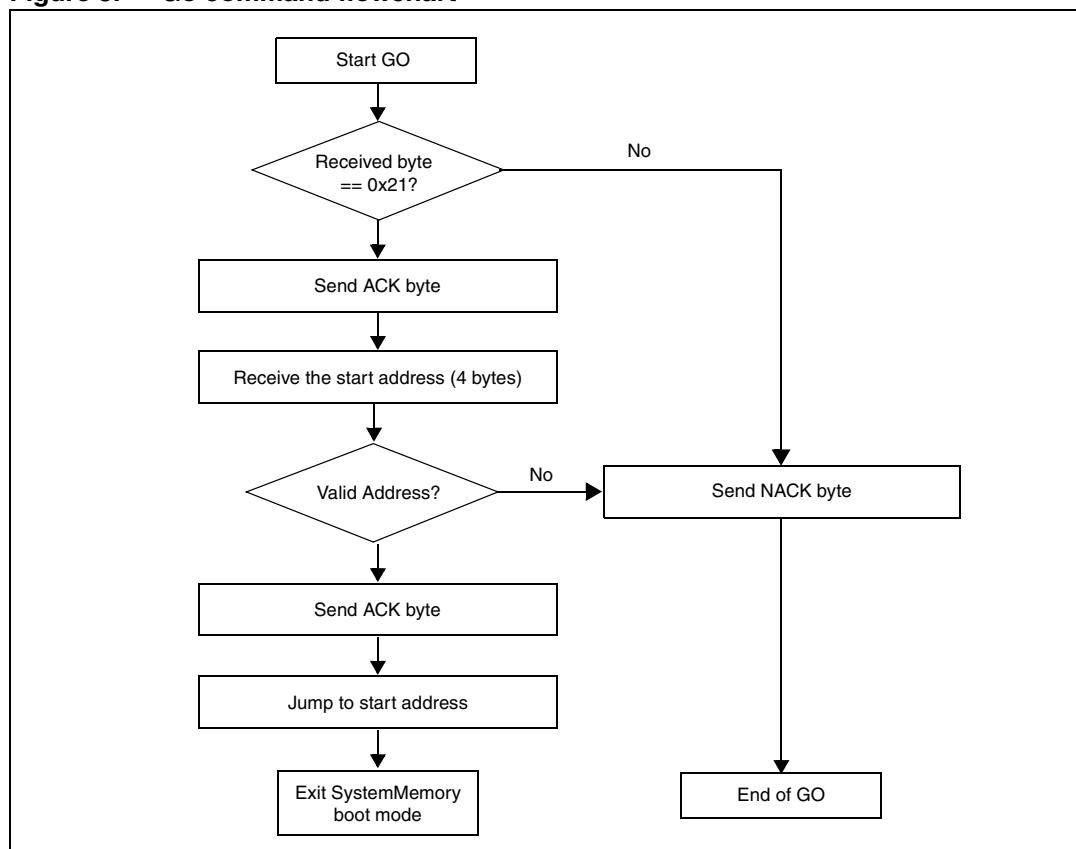 Start GO
Received byte
== 0x21?
No
Send ACK byte
Receive the start address (4 bytes)
Valid Address?
No
Send NACK byte
Send ACK byte
Jump to start address
Exit SystemMemory
boot mode
End of GO